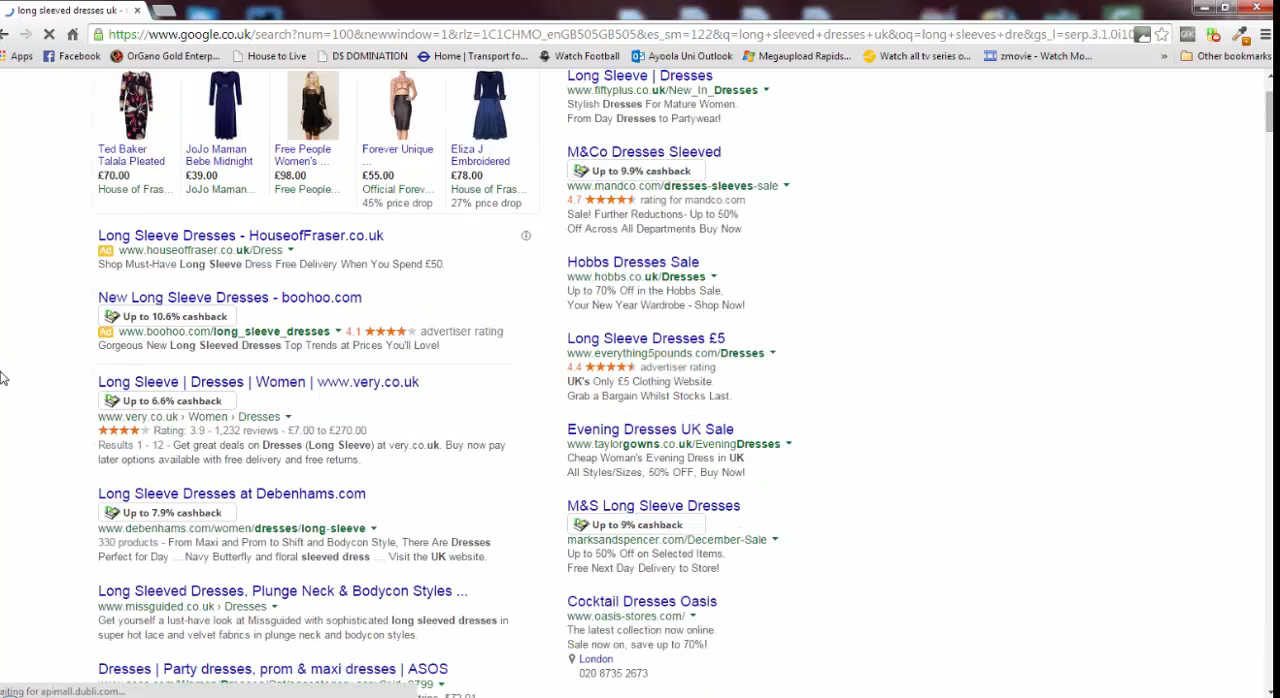 long sleeved dresses uk -
https://www.google.co.uk/search?num=100&newwindow=1&rlz=1C1CHMO_enGB505GB505&es_sm=122&q=long+sleeved+dresses+uk&oq=long+sleeves+dre&gs_l=serp.3.1.0i10
Apps Facebook OrGano Gold Enterp... House to Live DS DOMINATION Home | Transport fo... Watch Football Ayoola Uni Outlook Megaupload Rapids... Watch all tv series o... zmovie - Watch Mo... » Other bookmarks
Ted Baker
Talala Pleated
£70.00
House of Fras...
JoJo Maman
Bebe Midnight
£39.00
JoJo Maman...
Free People
Women's ...
£98.00
Free People...
Forever Unique
...
£55.00
Official Forev...
45% price drop
Eliza J
Embroidered
£78.00
House of Fras...
27% price drop
Long Sleeve Dresses - HouseofFraser.co.uk
Ad www.houseoffraser.co.uk/Dress
Shop Must-Have Long Sleeve Dress Free Delivery When You Spend £50.
New Long Sleeve Dresses - boohoo.com
Up to 10.6% cashback
Ad www.boohoo.com/long_sleeve_dresses 4.1 advertiser rating
Gorgeous New Long Sleeved Dresses Top Trends at Prices You'll Love!
Long Sleeve | Dresses | Women | www.very.co.uk
Up to 6.6% cashback
www.very.co.uk › Women › Dresses
Rating: 3.9 - 1,232 reviews - £7.00 to £270.00
Results 1 - 12 - Get great deals on Dresses (Long Sleeve) at very.co.uk. Buy now pay
later options available with free delivery and free returns.
Long Sleeve Dresses at Debenhams.com
Up to 7.9% cashback
www.debenhams.com/women/dresses/long-sleeve
330 products - From Maxi and Prom to Shift and Bodycon Style, There Are Dresses
Perfect for Day ... Navy Butterfly and floral sleeved dress .... Visit the UK website.
Long Sleeved Dresses, Plunge Neck & Bodycon Styles ...
www.missguided.co.uk › Dresses
Get yourself a lust-have look at Missguided with sophisticated long sleeved dresses in
super hot lace and velvet fabrics in plunge neck and bodycon styles.
Dresses | Party dresses, prom & maxi dresses | ASOS
Long Sleeve | Dresses
www.fiftyplus.co.uk/New_In_Dresses
Stylish Dresses For Mature Women.
From Day Dresses to Partywear!
M&Co Dresses Sleeved
Up to 9.9% cashback
www.mandco.com/dresses-sleeves-sale
4.7 rating for mandco.com
Sale! Further Reductions- Up to 50%
Off Across All Departments Buy Now
Hobbs Dresses Sale
www.hobbs.co.uk/Dresses
Up to 70% Off in the Hobbs Sale,
Your New Year Wardrobe - Shop Now!
Long Sleeve Dresses £5
www.everything5pounds.com/Dresses
4.4 advertiser rating
UK's Only £5 Clothing Website.
Grab a Bargain Whilst Stocks Last.
Evening Dresses UK Sale
www.taylorgowns.co.uk/EveningDresses
Cheap Woman's Evening Dress in UK
All Styles/Sizes, 50% OFF, Buy Now!
M&S Long Sleeve Dresses
Up to 9% cashback
marksandspencer.com/December-Sale
Up to 50% Off on Selected Items.
Free Next Day Delivery to Store!
Cocktail Dresses Oasis
www.oasis-stores.com/
The latest collection now online.
Sale now on, save up to 70%!
London
020 8735 2673
aiting for apimall.dubli.com...